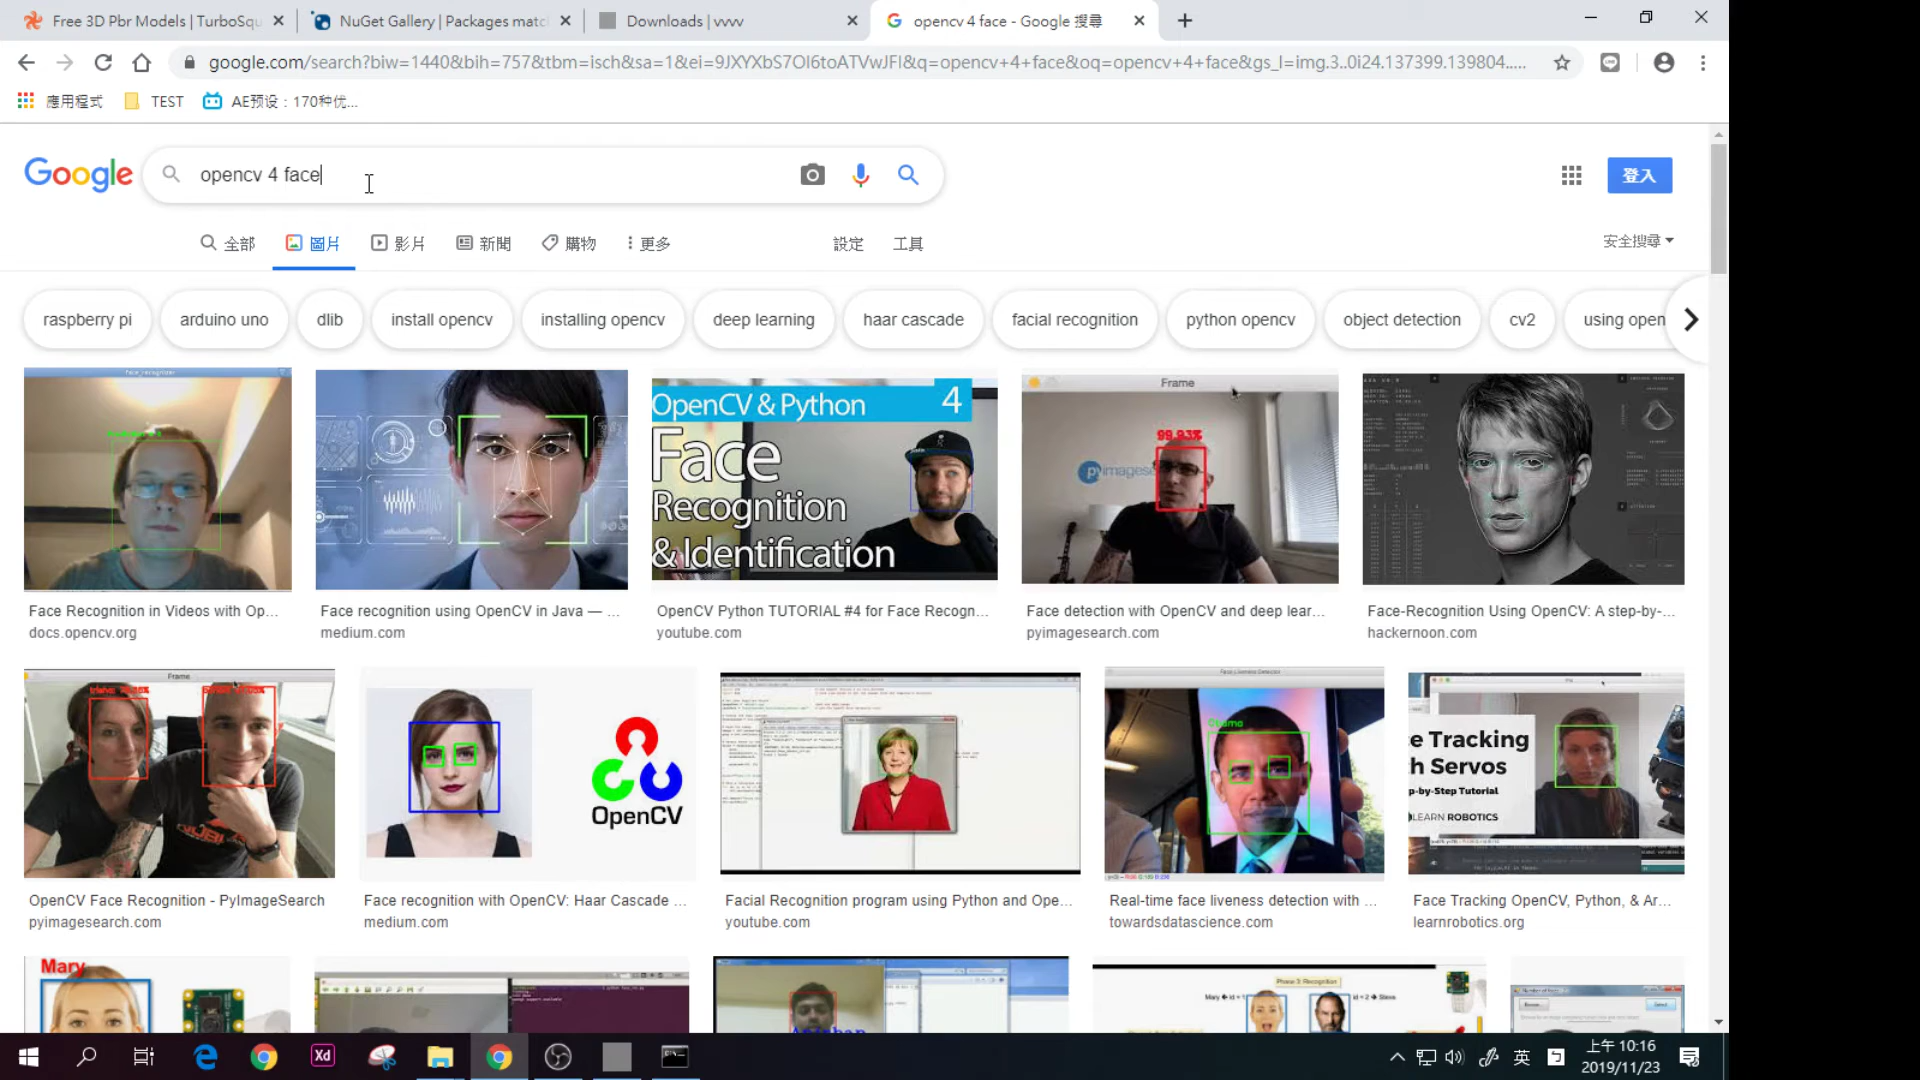 Free 3D Pbr Models | TurboSqu
NuGet Gallery | Packages matc
Downloads | vvvv
opencv 4 face - Google 搜尋
google.com/search?biw=1440&bih=757&tbm=isch&sa=1&ei=9JXYXbS7Ol6toATVwJFI&q=opencv+4+face&oq=opencv+4+face&gs_l=img.3..0i24.137399.139804.....
應用程式
TEST
AE预设：170种优...
Google
opencv 4 face
登入
全部
圖片
影片
新聞
購物
更多
設定
工具
安全搜尋
raspberry pi
arduino uno
dlib
install opencv
installing opencv
deep learning
haar cascade
facial recognition
python opencv
object detection
cv2
using open
OpenCV & Python 4
Face
Recognition
& Identification
Frame
99.93%
pyimages
Face Recognition in Videos with Op...
docs.opencv.org
Face recognition using OpenCV in Java — ...
medium.com
OpenCV Python TUTORIAL #4 for Face Recogn...
youtube.com
Face detection with OpenCV and deep lear...
pyimagesearch.com
Face-Recognition Using OpenCV: A step-by-...
hackernoon.com
Frame
OpenCV
Obama
e Tracking
h Servos
p-by-Step Tutorial
LEARN ROBOTICS
OpenCV Face Recognition - PyImageSearch
pyimagesearch.com
Face recognition with OpenCV: Haar Cascade ...
medium.com
Facial Recognition program using Python and Ope...
youtube.com
Real-time face liveness detection with ...
towardsdatascience.com
Face Tracking OpenCV, Python, & Ar...
learnrobotics.org
Mary
Phase 3: Recognition
Xd
英
上午 10:16
2019/11/23